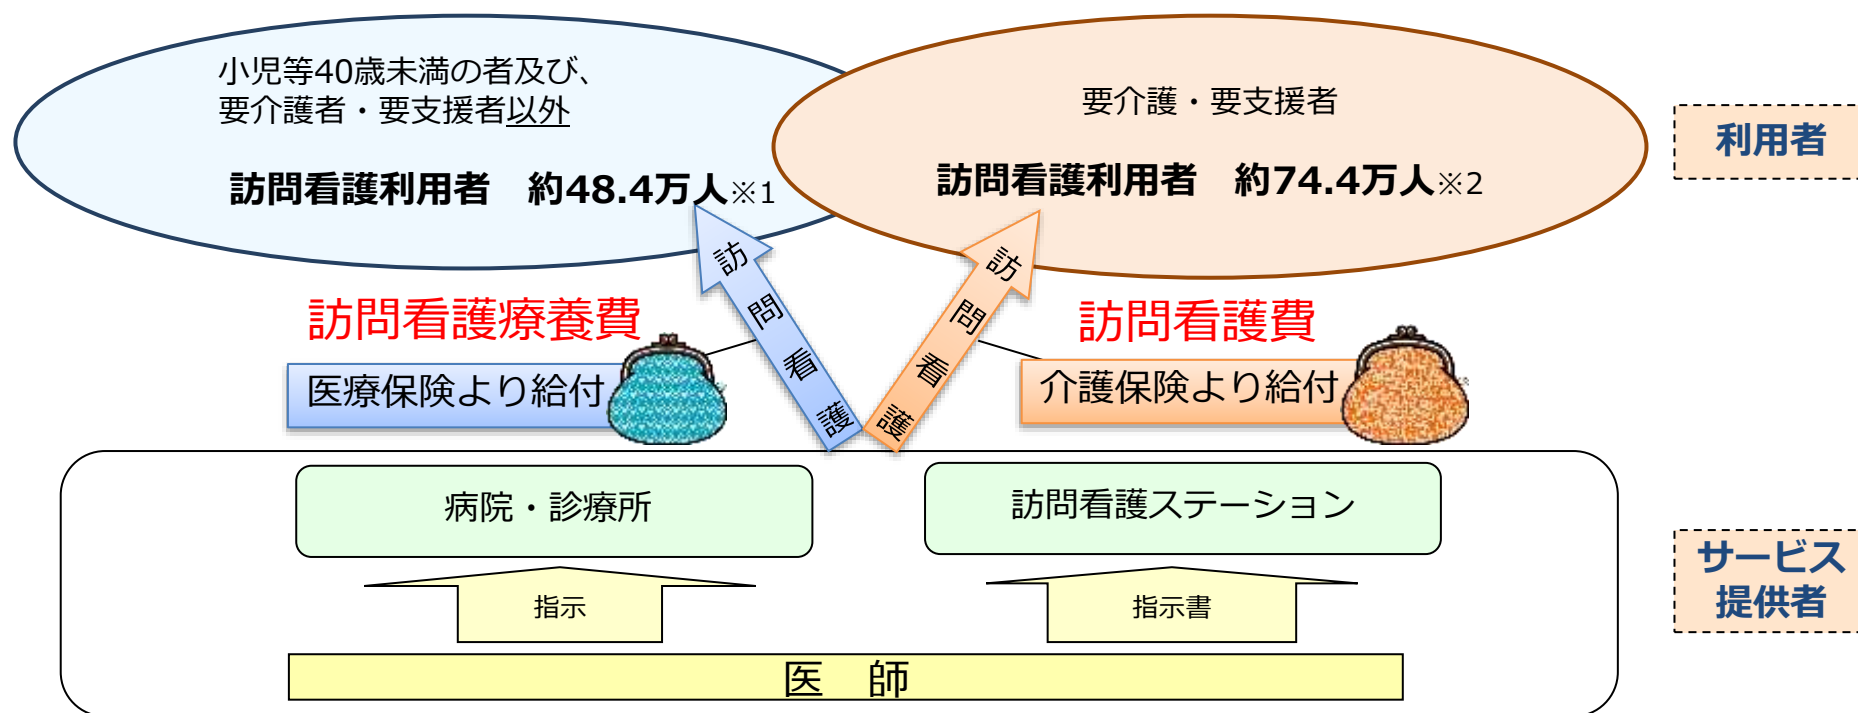 小児等40歳未満の者及び、
要介護者・要支援者以外
訪問看護利用者　約48.4万人※1
要介護・要支援者
訪問看護利用者　約74.4万人※2
利用者
訪問看護
訪問看護
訪問看護療養費
医療保険より給付
訪問看護費
介護保険より給付
病院・診療所
訪問看護ステーション
サービス
提供者
指示
指示書
医　師